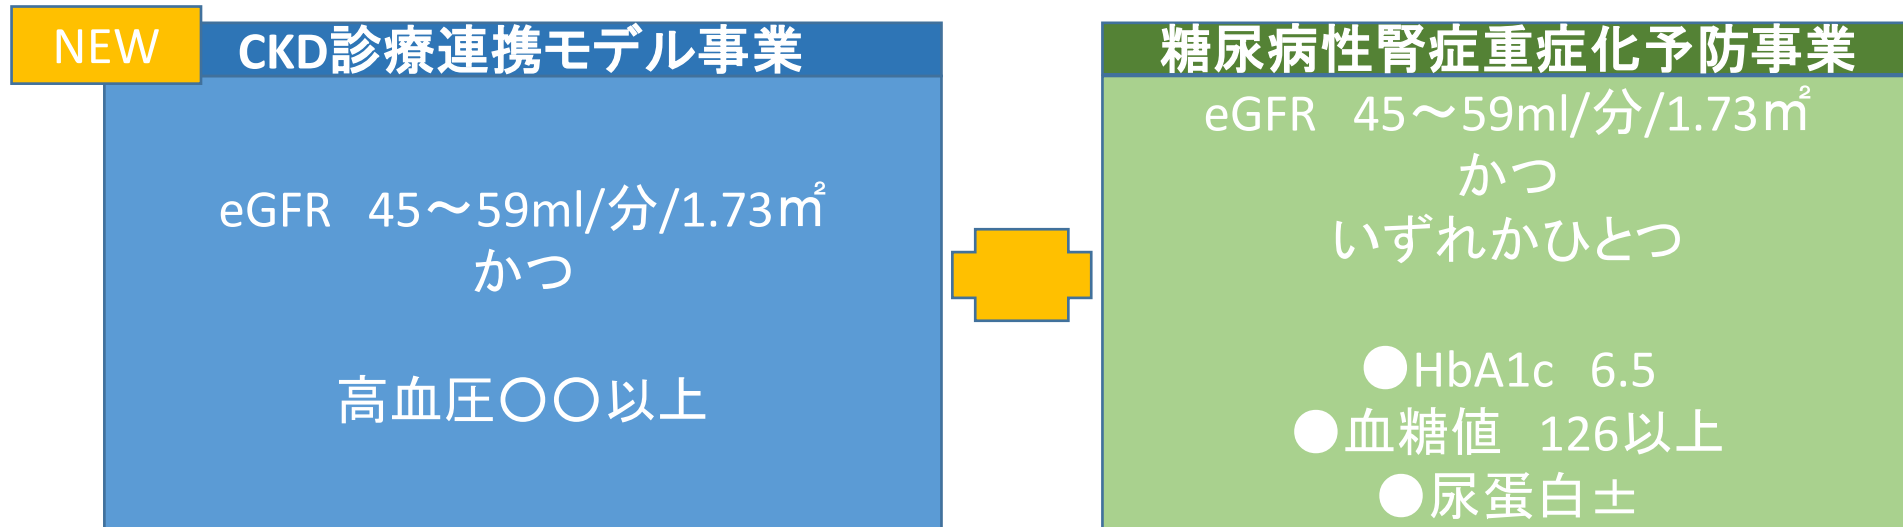 NEW
CKD診療連携モデル事業
eGFR 45～59ml/分/1.73㎡
かつ
高血圧〇〇以上
糖尿病性腎症重症化予防事業
eGFR 45～59ml/分/1.73㎡
かつ
いずれかひとつ
●HbA1c 6.5
●血糖値 126以上
●尿蛋白±